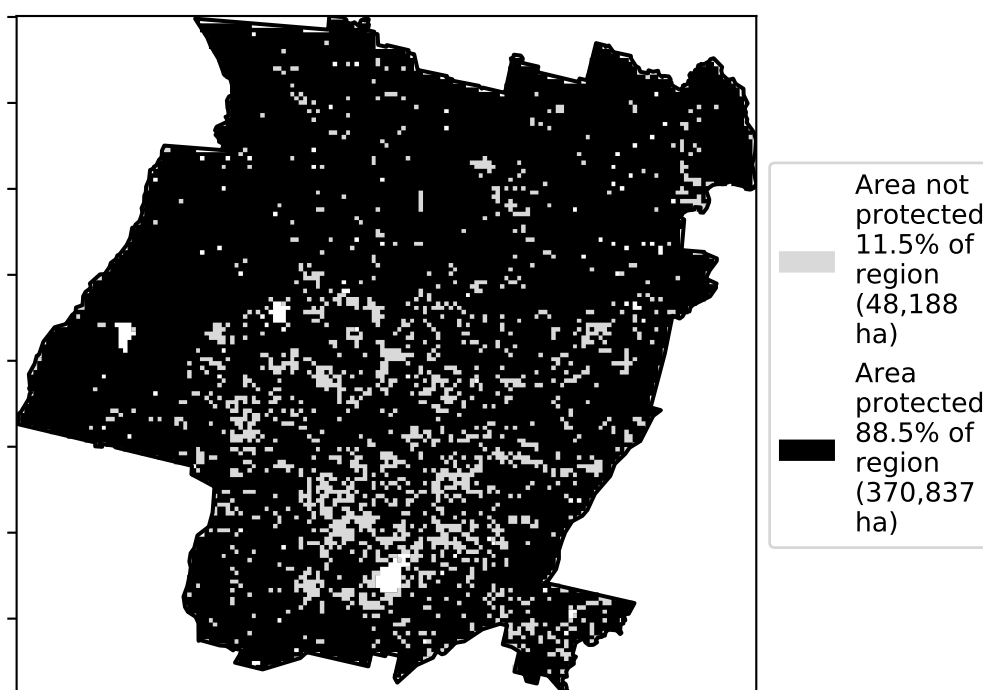 Area not
protected
11.5% of
region
(48,188
ha)
Area
protected
88.5% of
region
(370,837
ha)